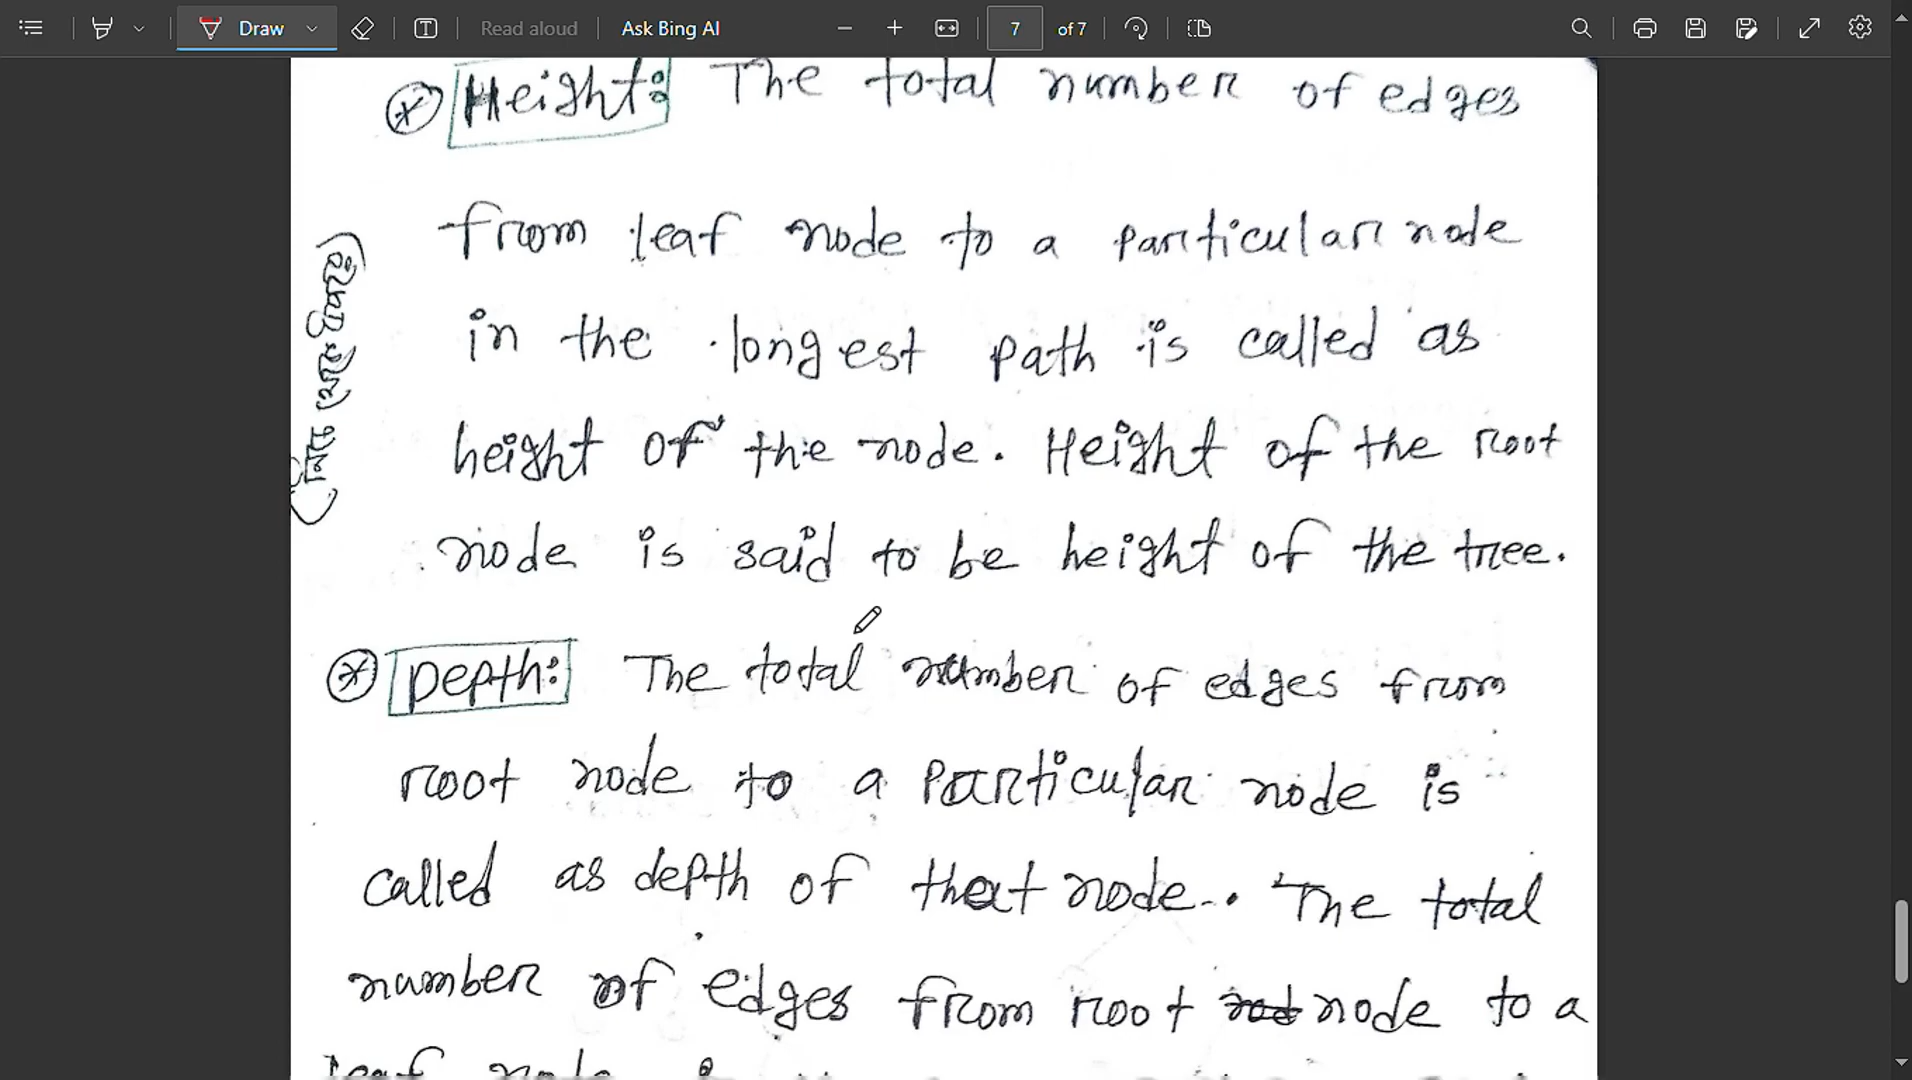 Draw
Read aloud
Ask Bing AI
7
of 7
Height: The total number of edges
from leaf node to a particular node
in the longest path is called as
height of the node. Height of the root
node is said to be height of the tree.
Depth: The total number of edges from
root node to a particular node is
called as depth of that node. The total
number of edges from root node to a
leaf node